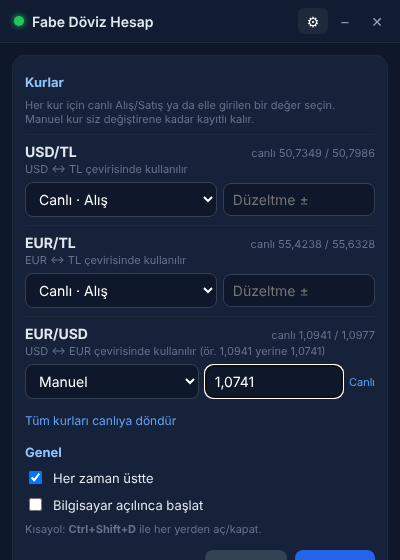 Fabe Döviz Hesap
Kurlar
Her kur için canlı Alış/Satış ya da elle girilen bir değer seçin.
Manuel kur siz değiştirene kadar kayıtlı kalır.
USD/TL
canlı 50,7349 / 50,7986
USD ↔ TL çevirisinde kullanılır
Canlı · Alış
Düzeltme ±
EUR/TL
canlı 55,4238 / 55,6328
EUR ↔ TL çevirisinde kullanılır
Canlı · Alış
Düzeltme ±
EUR/USD
canlı 1,0941 / 1,0977
USD ↔ EUR çevirisinde kullanılır (ör. 1,0941 yerine 1,0741)
Manuel
1,0741
Canlı
Tüm kurları canlıya döndür
Genel
Her zaman üstte
Bilgisayar açılınca başlat
Kısayol: Ctrl+Shift+D ile her yerden aç/kapat.